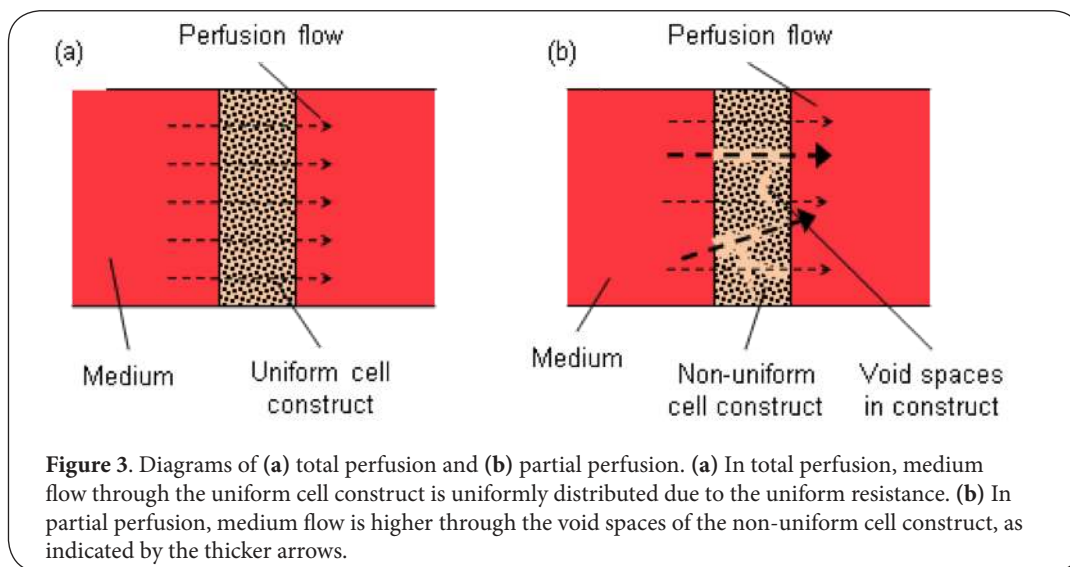 (a)
Perfusion flow
Medium
Uniform cell
construct
(b)
Perfusion flow
Medium
Non-uniform
cell construct
Void spaces
in construct
Figure 3. Diagrams of (a) total perfusion and (b) partial perfusion. (a) In total perfusion, medium
flow through the uniform cell construct is uniformly distributed due to the uniform resistance. (b) In
partial perfusion, medium flow is higher through the void spaces of the non-uniform cell construct, as
indicated by the thicker arrows.